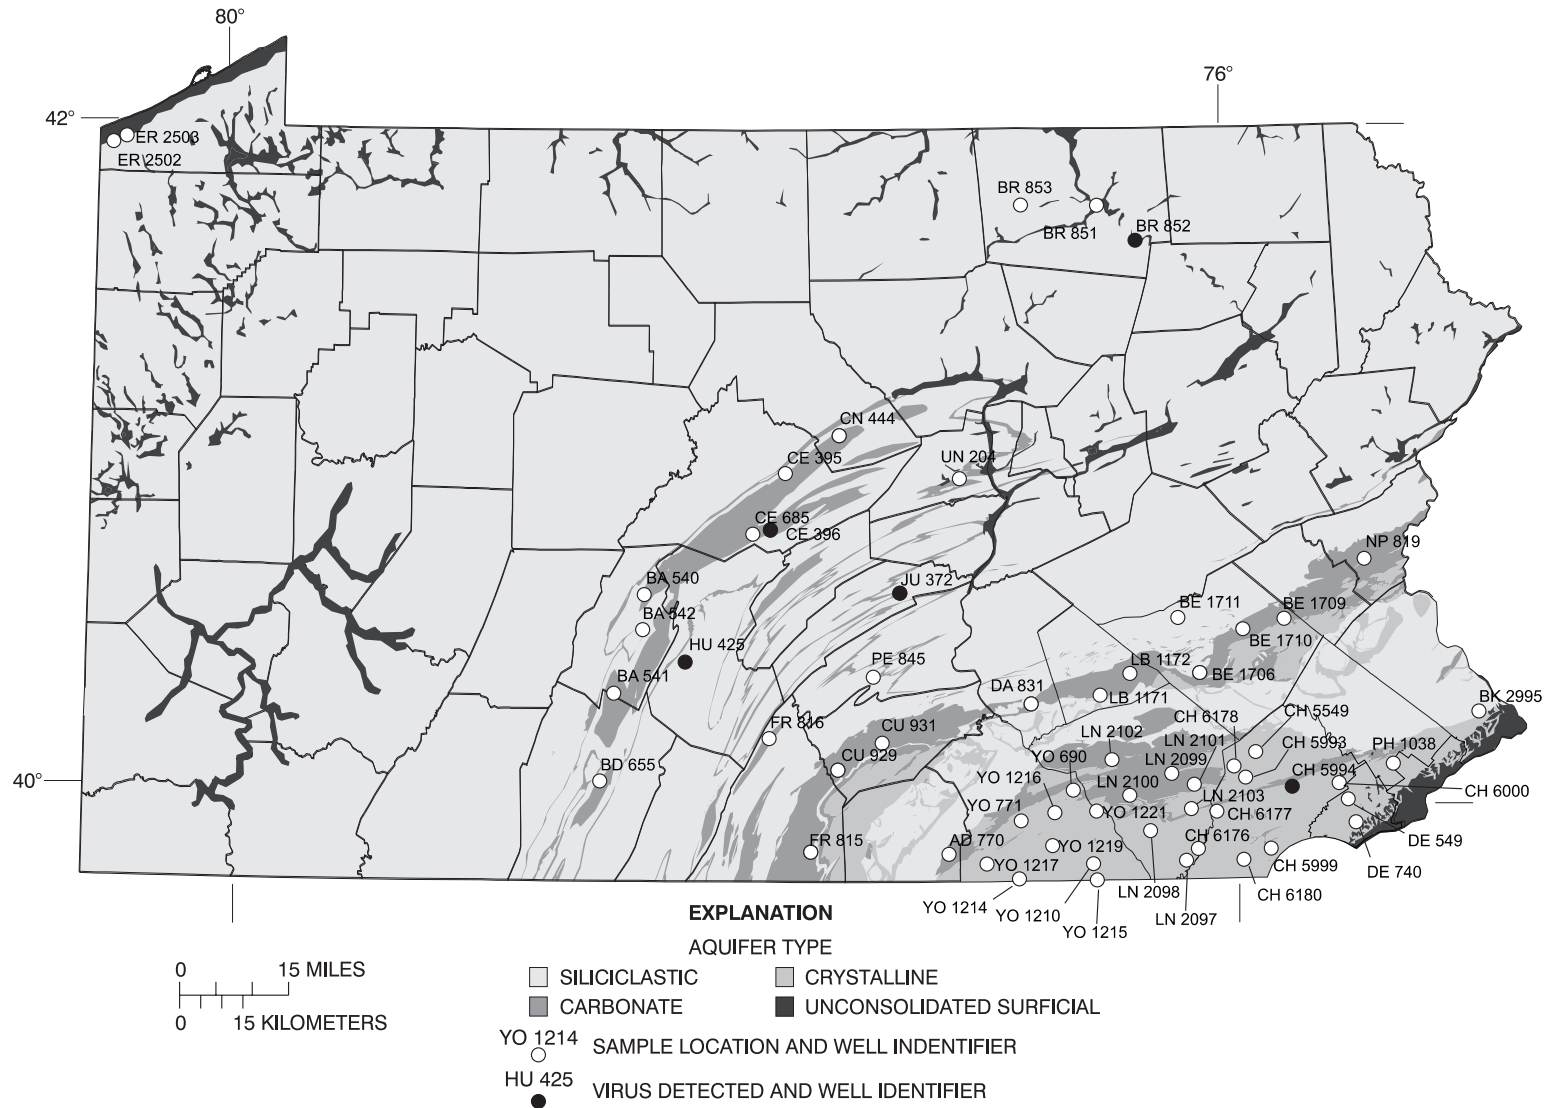 80°
76°
42°
ER 2503
ER 2502
BR 853
BR 851
BR 852
CN 444
CE 395
UN 204
CE 685
CE 396
NP 819
BA 540
JU 372
BA 542
BE 1711
BE 1709
BE 1710
HU 425
PE 845
LB 1172
BA 541
BE 1706
DA 831
LB 1171
BK 2995
FR 816
CU 931
CH 6178
CH 5549
LN 2102
LN 2101
CH 5993
PH 1038
CU 929
YO 690
LN 2099
BD 655
40°
YO 1216
LN 2100
CH 5994
CH 6000
LN 2103
YO 771
YO 1221
CH 6177
FR 815
AD 770
YO 1219
CH 6176
DE 549
YO 1217
CH 5999
DE 740
LN 2098
CH 6180
YO 1214
YO 1210
LN 2097
YO 1215
EXPLANATION
AQUIFER TYPE
SILICICLASTIC
CRYSTALLINE
CARBONATE
UNCONSOLIDATED SURFICIAL
0 15 MILES
0 15 KILOMETERS
YO 1214
SAMPLE LOCATION AND WELL INDENTIFIER
HU 425
VIRUS DETECTED AND WELL IDENTIFIER